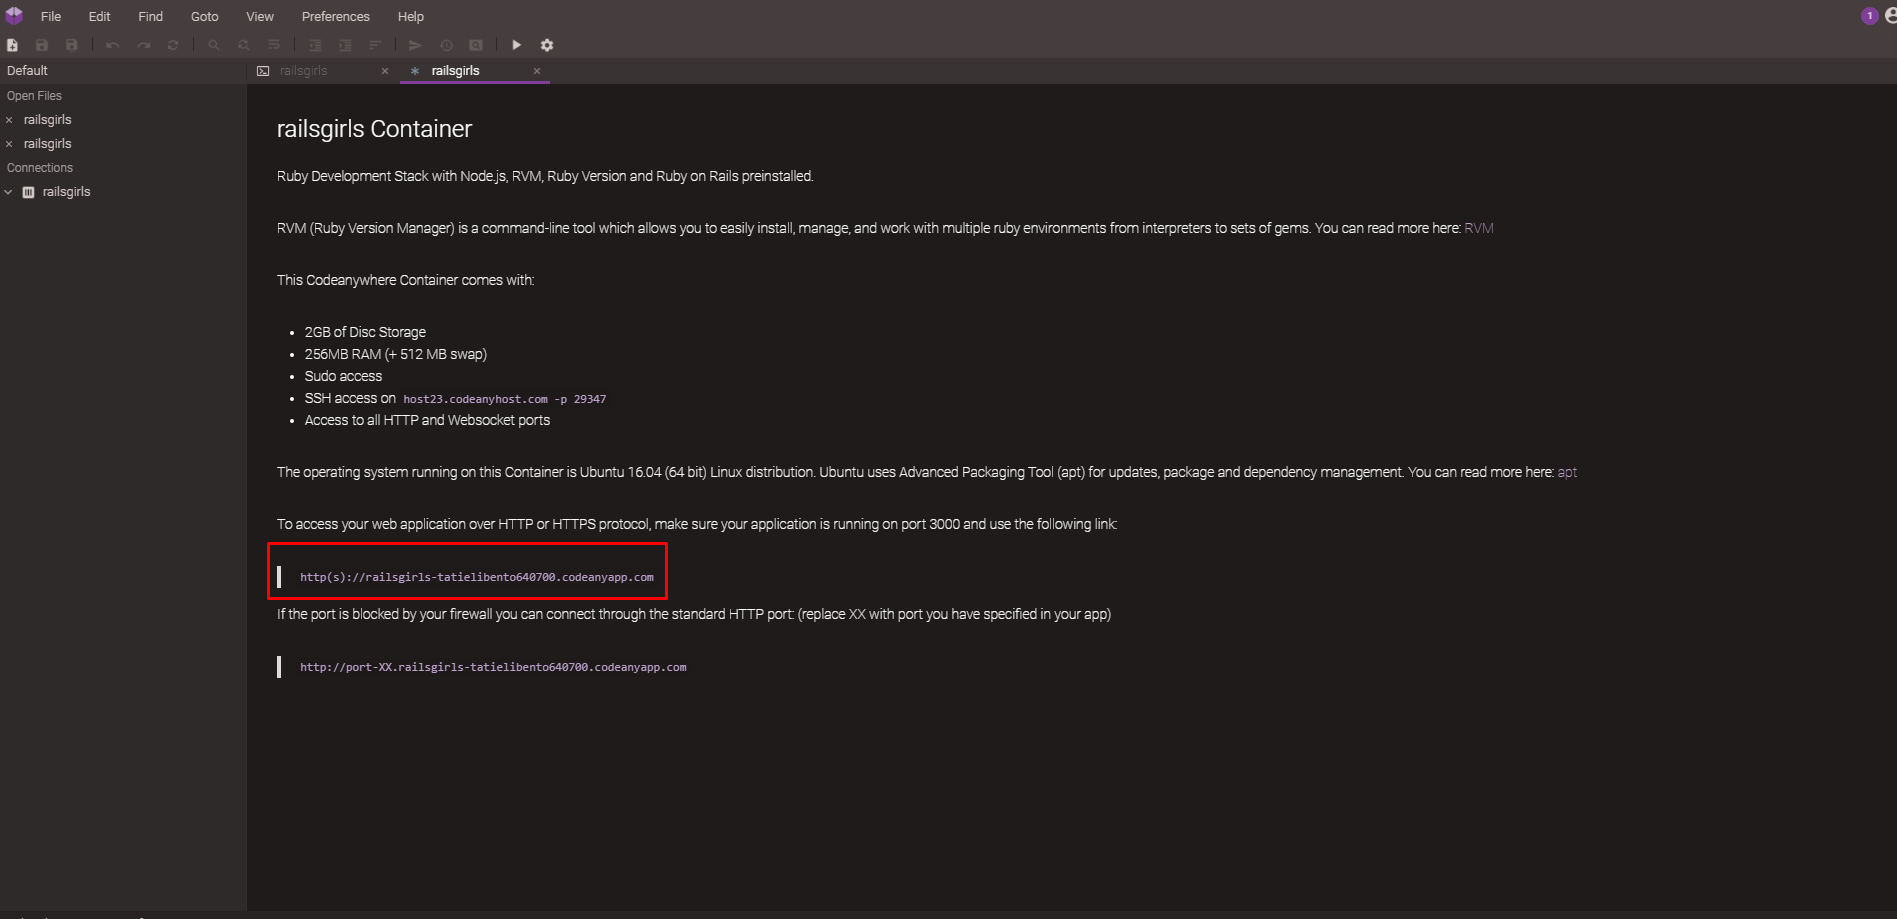 File Edit Find Goto View Preferences Help 1
Default
railsgirls railsgirls
Open Files
railsgirls
railsgirls
Connections
railsgirls
railsgirls Container
Ruby Development Stack with Node.js, RVM, Ruby Version and Ruby on Rails preinstalled.
RVM (Ruby Version Manager) is a command-line tool which allows you to easily install, manage, and work with multiple ruby environments from interpreters to sets of gems. You can read more here: RVM
This Codeanywhere Container comes with:
• 2GB of Disc Storage
• 256MB RAM (+ 512 MB swap)
• Sudo access
• SSH access on host23.codeanyhost.com -p 29347
• Access to all HTTP and Websocket ports
The operating system running on this Container is Ubuntu 16.04 (64 bit) Linux distribution. Ubuntu uses Advanced Packaging Tool (apt) for updates, package and dependency management. You can read more here: apt
To access your web application over HTTP or HTTPS protocol, make sure your application is running on port 3000 and use the following link:
http(s)://railsgirls-tatielibento640700.codeanyapp.com
If the port is blocked by your firewall you can connect through the standard HTTP port: (replace XX with port you have specified in your app)
http://port-XX.railsgirls-tatielibento640700.codeanyapp.com